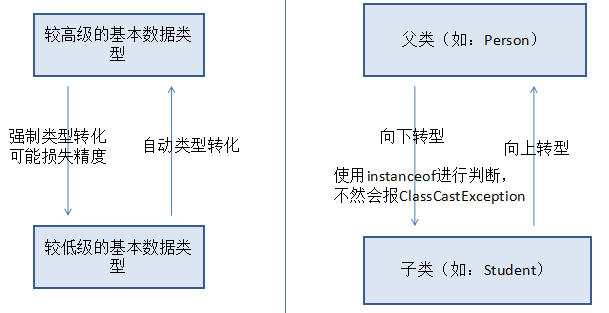 较高级的基本数据类
型
强制类型转化
可能损失精度
自动类型转化
较低级的基本数据类
型
父类（如：Person）
向下转型
向上转型
使用instanceof进行判断，
不然会报ClassCastException
子类（如：Student）